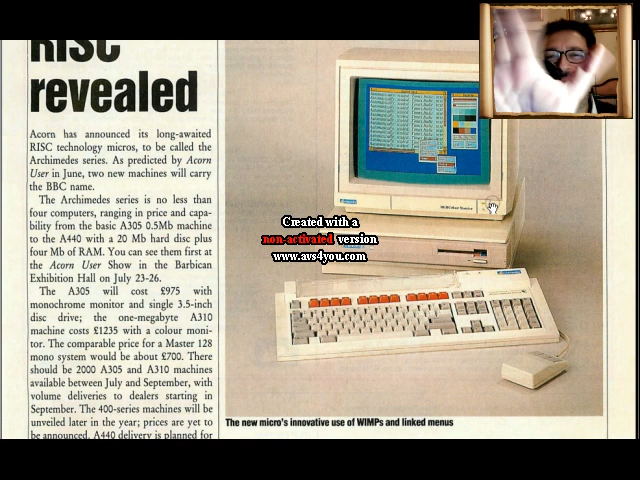 RISC
revealed
Acorn has announced its long-awaited
RISC technology micros, to be called the
Archimedes series. As predicted by Acorn
User in June, two new machines will carry
the BBC name.
The Archimedes series is no less than
four computers, ranging in price and capa-
bility from the basic A305 0.5Mb machine
to the A440 with a 20 Mb hard disc plus
four Mb of RAM. You can see them first at
the Acorn User Show in the Barbican
Exhibition Hall on July 23-26.
The A305 will cost £975 with
monochrome monitor and single 3.5-inch
disc drive; the one-megabyte A310
machine costs £1235 with a colour moni-
tor. The comparable price for a Master 128
mono system would be about £700. There
should be 2000 A305 and A310 machines
available between July and September, with
volume deliveries to dealers starting in
September. The 400-series machines will be
unveiled later in the year; prices are yet to
be announced. A440 delivery is planned for
Created with a
non-activated version
www.avs4you.com
The new micro's innovative use of WIMPs and linked menus